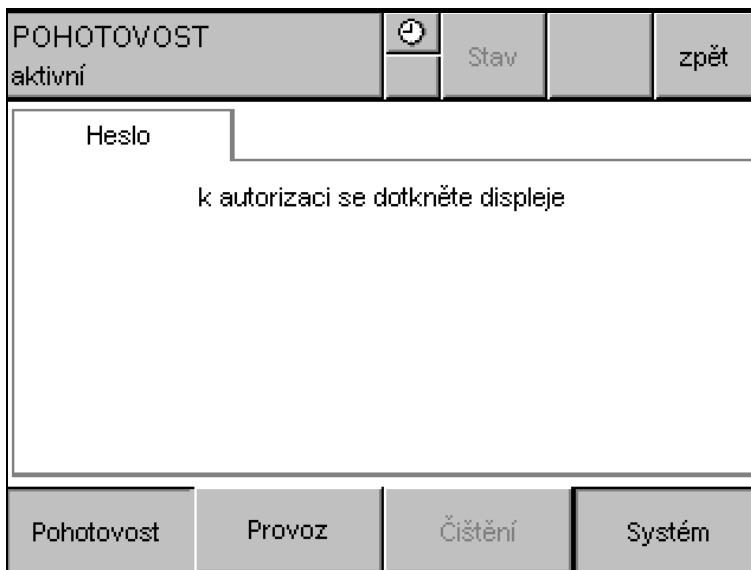 POHOTOVOST
aktivní
Stav
zpět
Heslo
k autorizaci se dotkněte displeje
Pohotovost
Provoz
Čištění
Systém